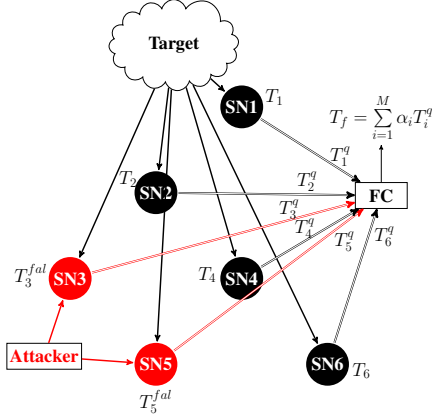 Target
SN1 T_1
T_f = \sum_{i=1}^{M} \alpha_i T_i^q
T_1^q
T_2 SN2 T_2^q
FC
T_3^q
T_4^q
T_5^q T_6^q
T_3^{fal} SN3
T_4 SN4
Attacker
SN5
SN6 T_6
T_5^{fal}